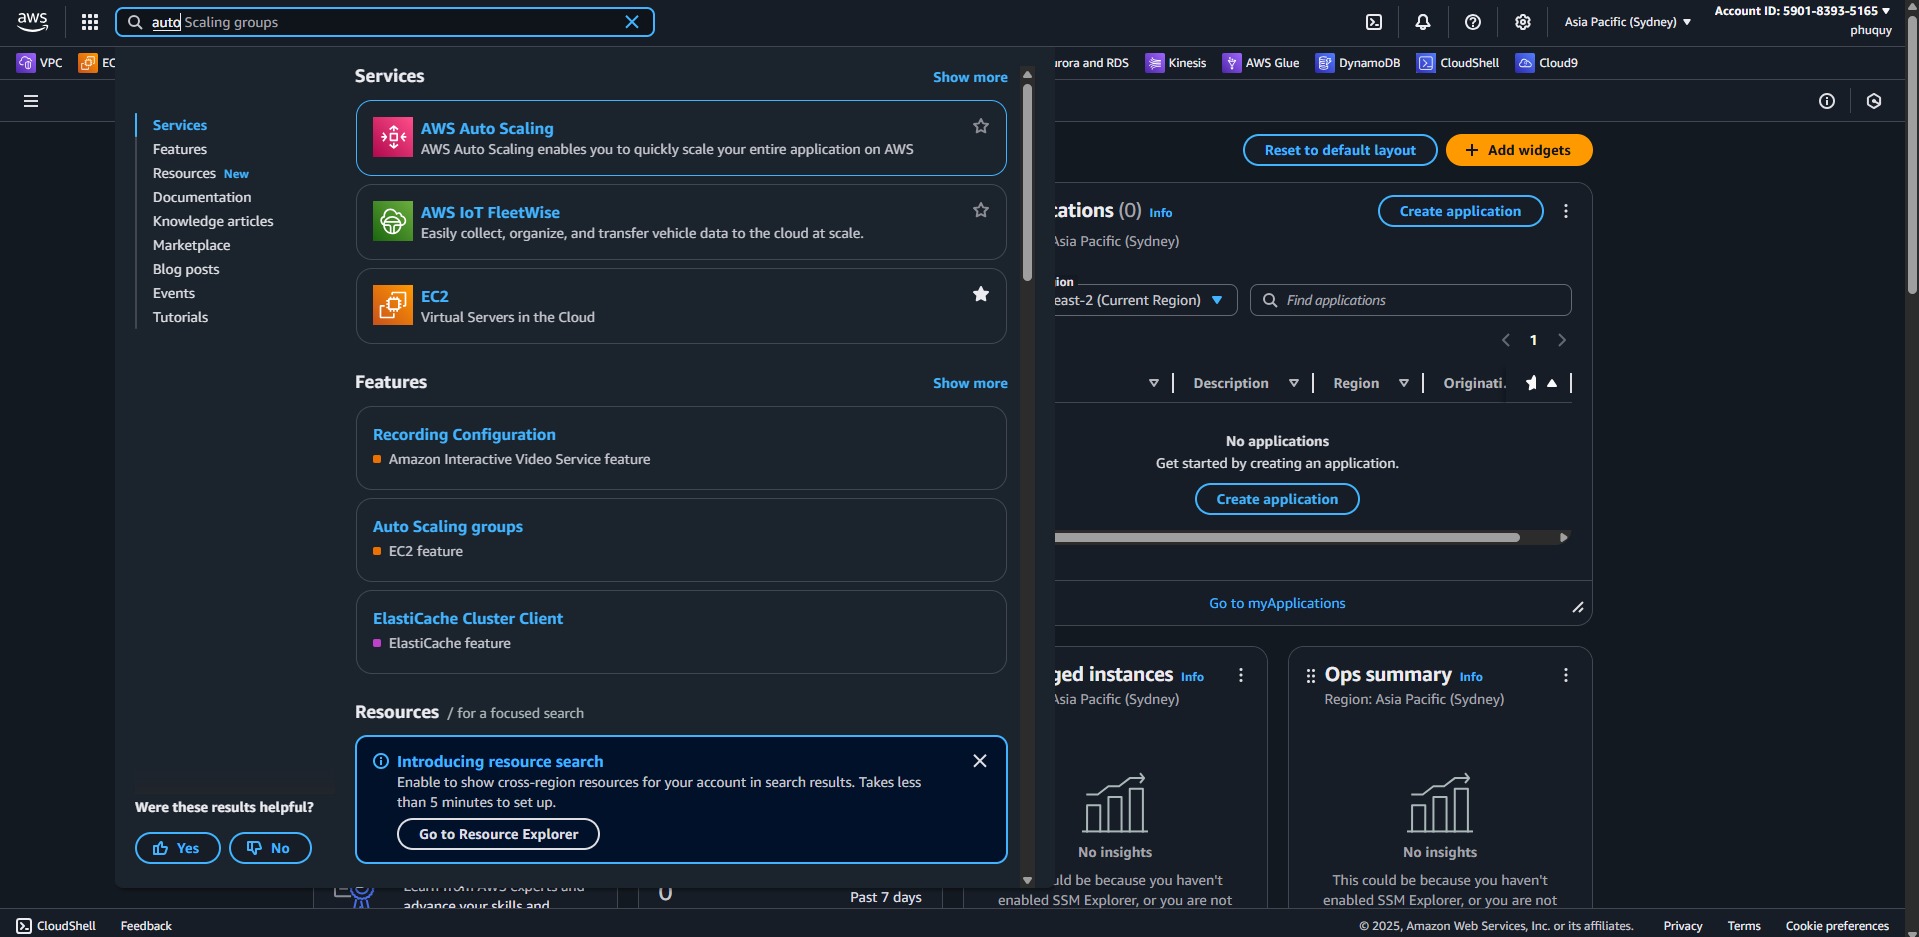 aws
auto Scaling groups
Asia Pacific (Sydney)
Account ID: 5901-8393-5165
phuquy
VPC
EC
urora and RDS
Kinesis
AWS Glue
DynamoDB
CloudShell
Cloud9
Services
Features
Resources New
Documentation
Knowledge articles
Marketplace
Blog posts
Events
Tutorials
Were these results helpful?
Yes
No
Services
Show more
AWS Auto Scaling
AWS Auto Scaling enables you to quickly scale your entire application on AWS
AWS IoT FleetWise
Easily collect, organize, and transfer vehicle data to the cloud at scale.
EC2
Virtual Servers in the Cloud
Features
Show more
Recording Configuration
Amazon Interactive Video Service feature
Auto Scaling groups
EC2 feature
ElastiCache Cluster Client
ElastiCache feature
Resources / for a focused search
Introducing resource search
Enable to show cross-region resources for your account in search results. Takes less
than 5 minutes to set up.
Go to Resource Explorer
Reset to default layout
Add widgets
cations (0) Info
Asia Pacific (Sydney)
Create application
ion
east-2 (Current Region)
Find applications
1
Description
Region
Originati.
No applications
Get started by creating an application.
Create application
Go to myApplications
ged instances Info
Asia Pacific (Sydney)
No insights
uld be because you haven't
enabled SSM Explorer, or you are not
Ops summary Info
Region: Asia Pacific (Sydney)
No insights
This could be because you haven't
enabled SSM Explorer, or you are not
Learn from AWS experts and
advance your skills and
0
Past 7 days
CloudShell
Feedback
© 2025, Amazon Web Services, Inc. or its affiliates.
Privacy
Terms
Cookie preferences